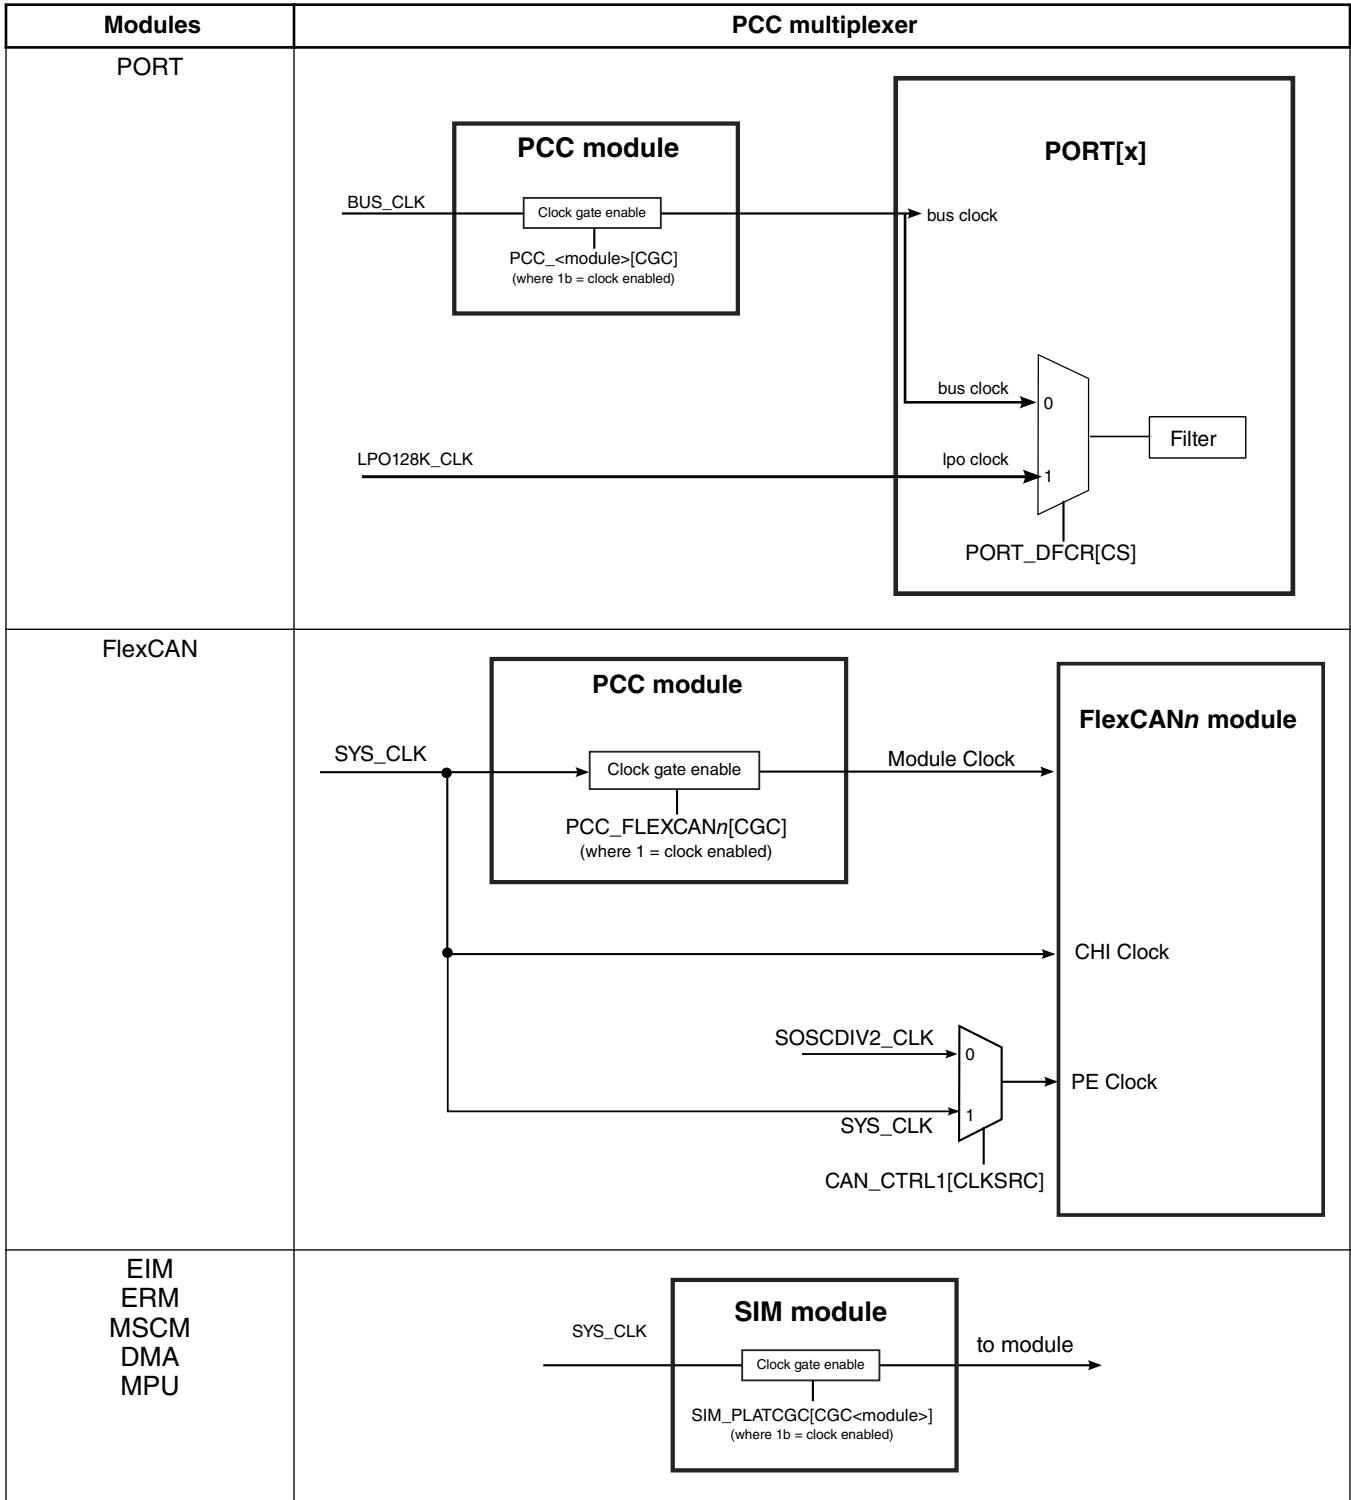 Modules
PCC multiplexer
PORT
PCC module
BUS_CLK
Clock gate enable
PCC_<module>[CGC]
(where 1b = clock enabled)
PORT[x]
bus clock
bus clock
0
LPO128K_CLK
lpo clock
1
Filter
PORT_DFCR[CS]
FlexCAN
PCC module
SYS_CLK
Clock gate enable
PCC_FLEXCANn[CGC]
(where 1 = clock enabled)
Module Clock
FlexCANn module
CHI Clock
SOSCDIV2_CLK
0
PE Clock
1
SYS_CLK
CAN_CTRL1[CLKSRC]
EIM
ERM
MSCM
DMA
MPU
SIM module
SYS_CLK
Clock gate enable
to module
SIM_PLATCGC[CGC<module>]
(where 1b = clock enabled)